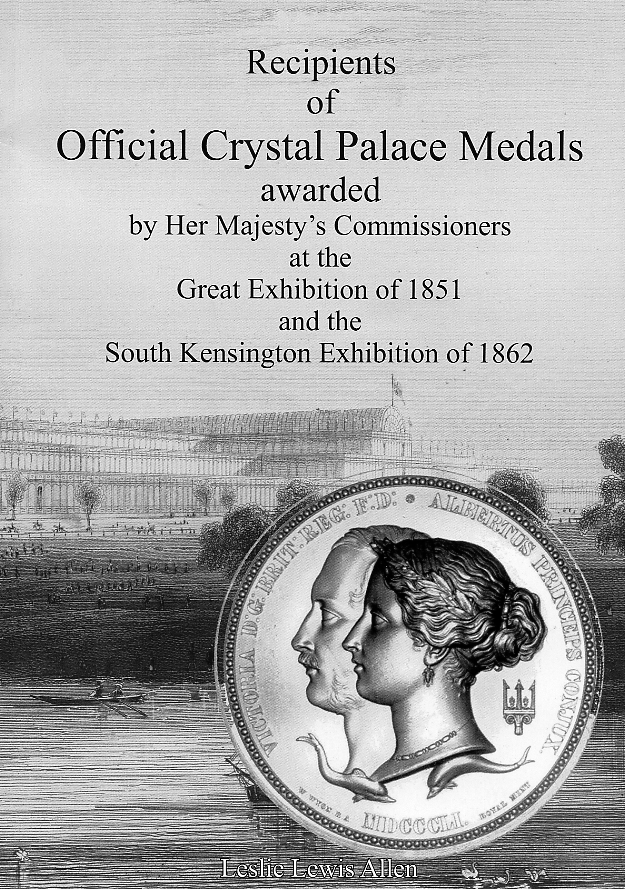 Recipients
of
Official Crystal Palace Medals
awarded
by Her Majesty's Commissioners
at the
Great Exhibition of 1851
and the
South Kensington Exhibition of 1862
VICTORIA D: G: BRIT: REG: F: D: • ALBERTUS PRINCEPS CONJUX.
W WYON R A MDCCCLI. ROYAL MINT
Leslie Lewis Allen